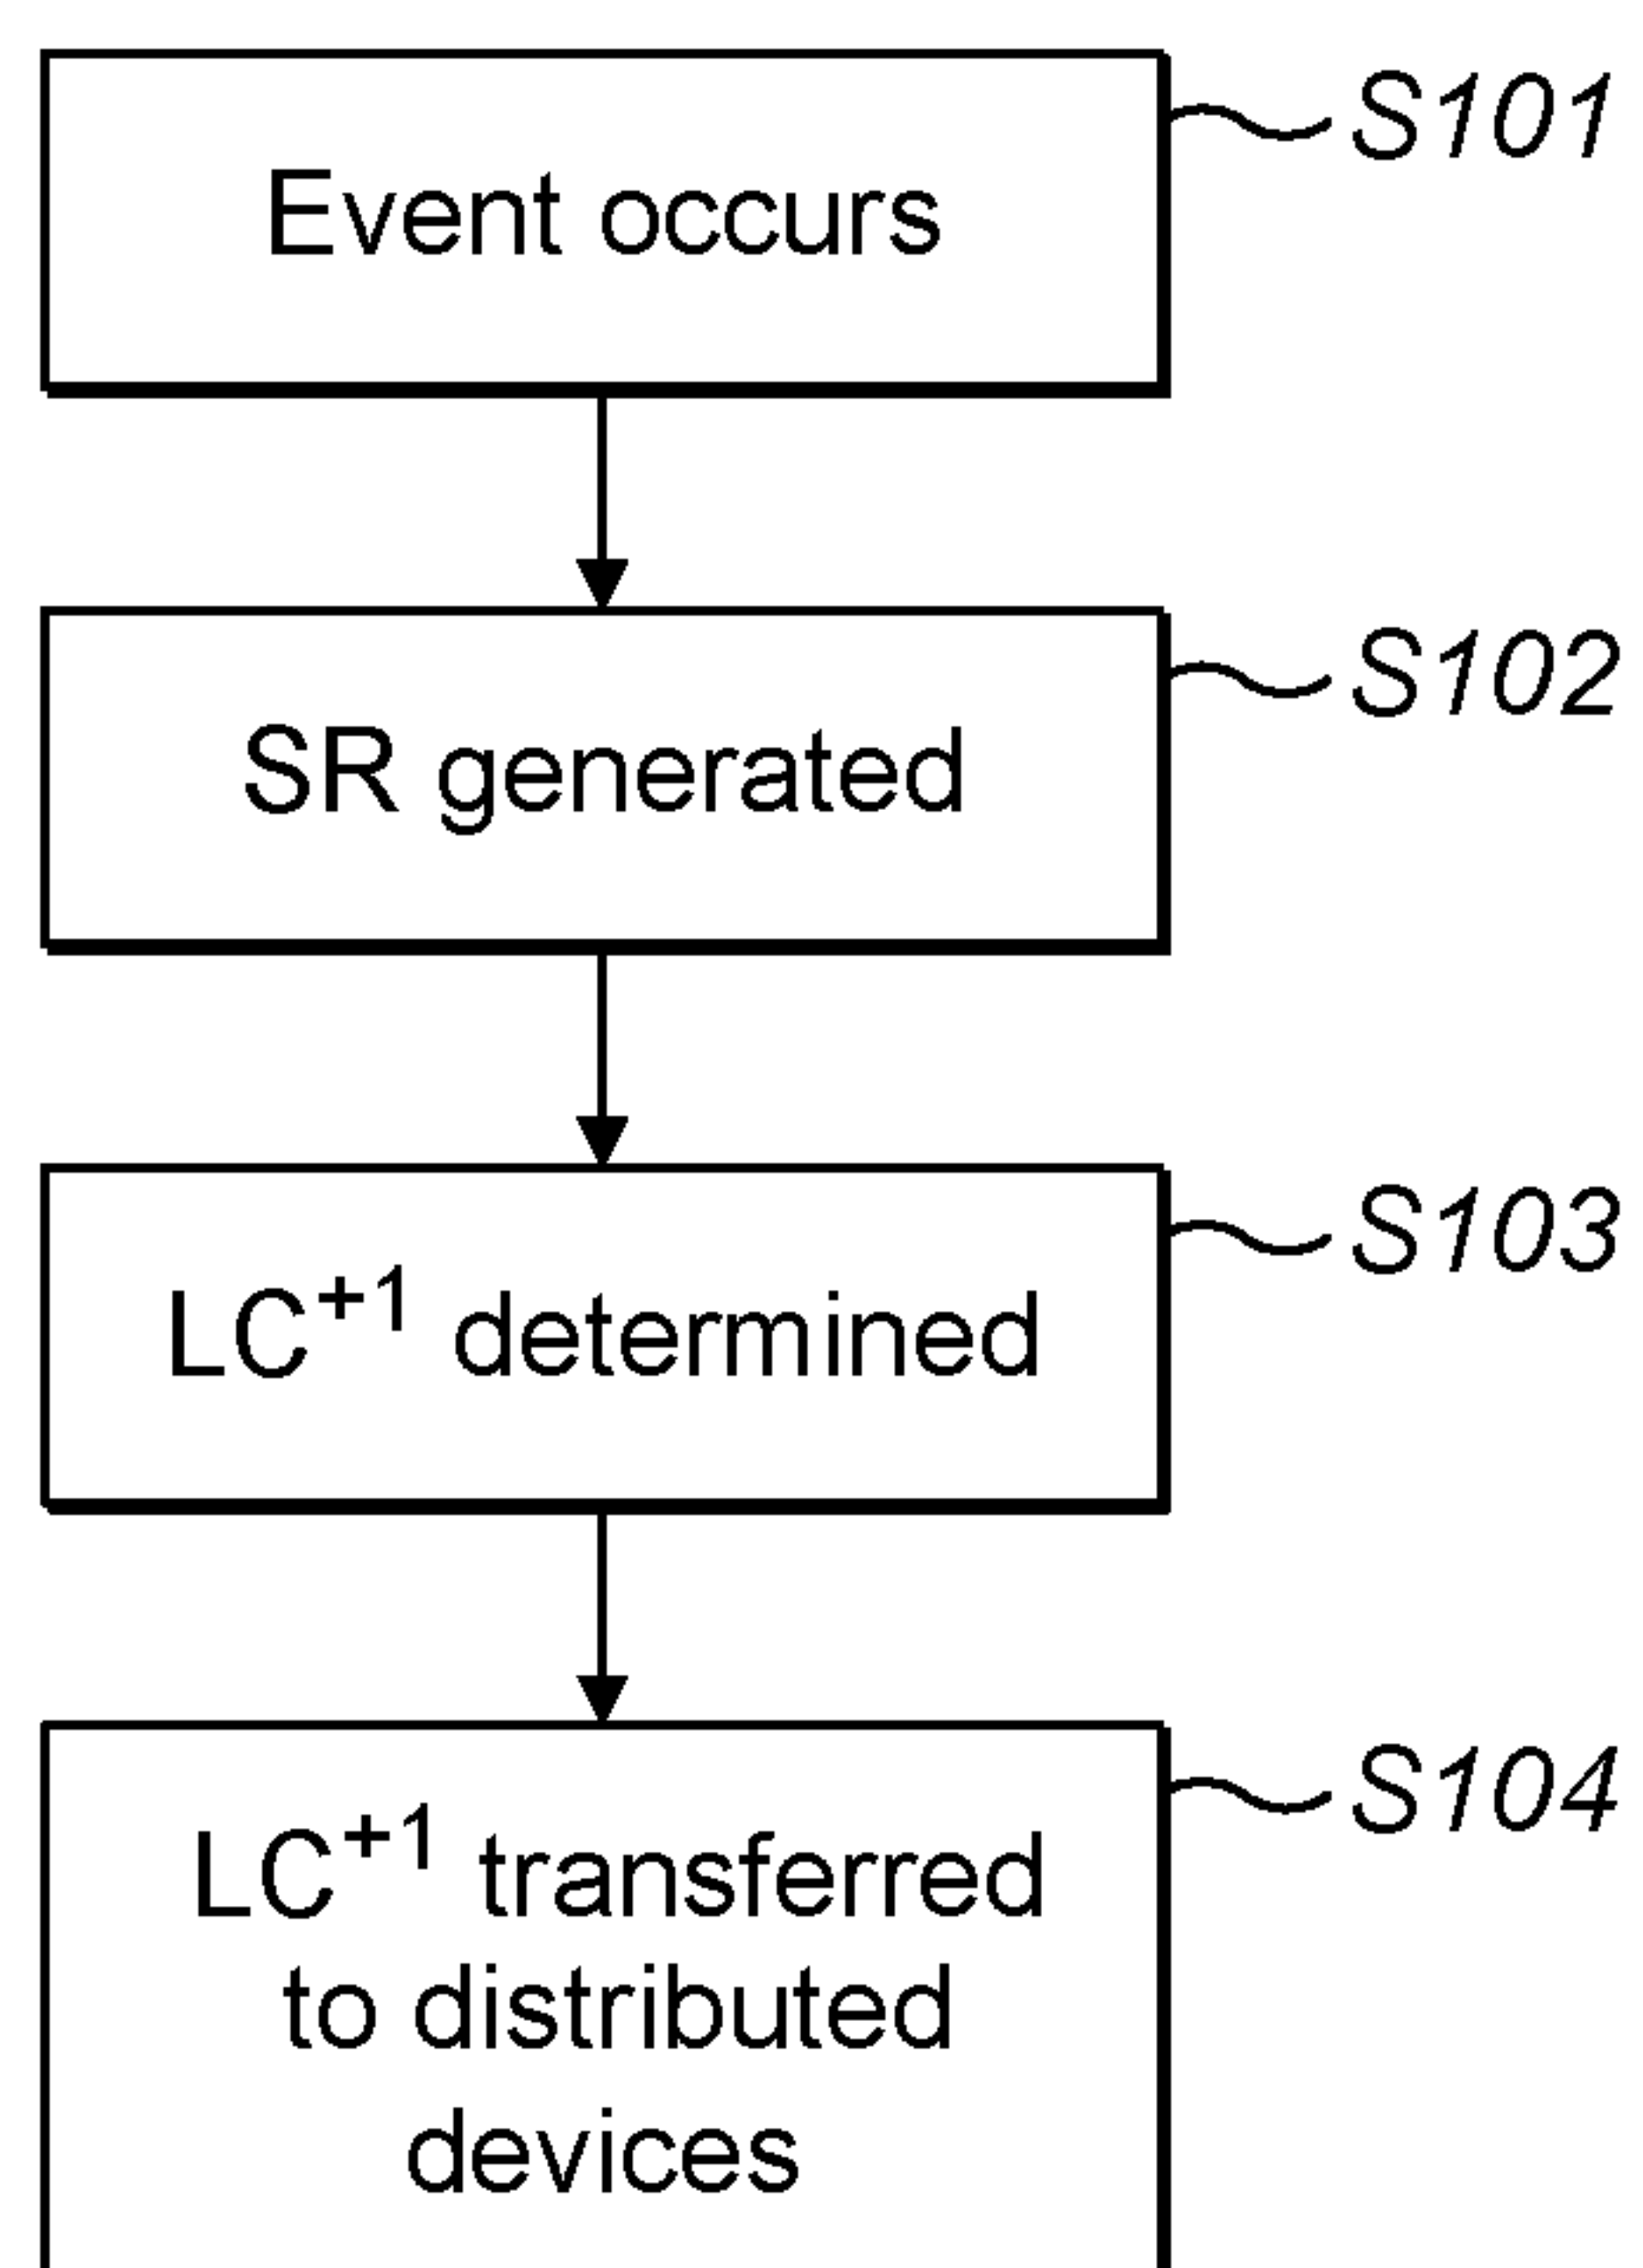 Event occurs
S101
SR generated
S102
LC⁺¹ determined
S103
LC⁺¹ transferred
to distributed
devices
S104